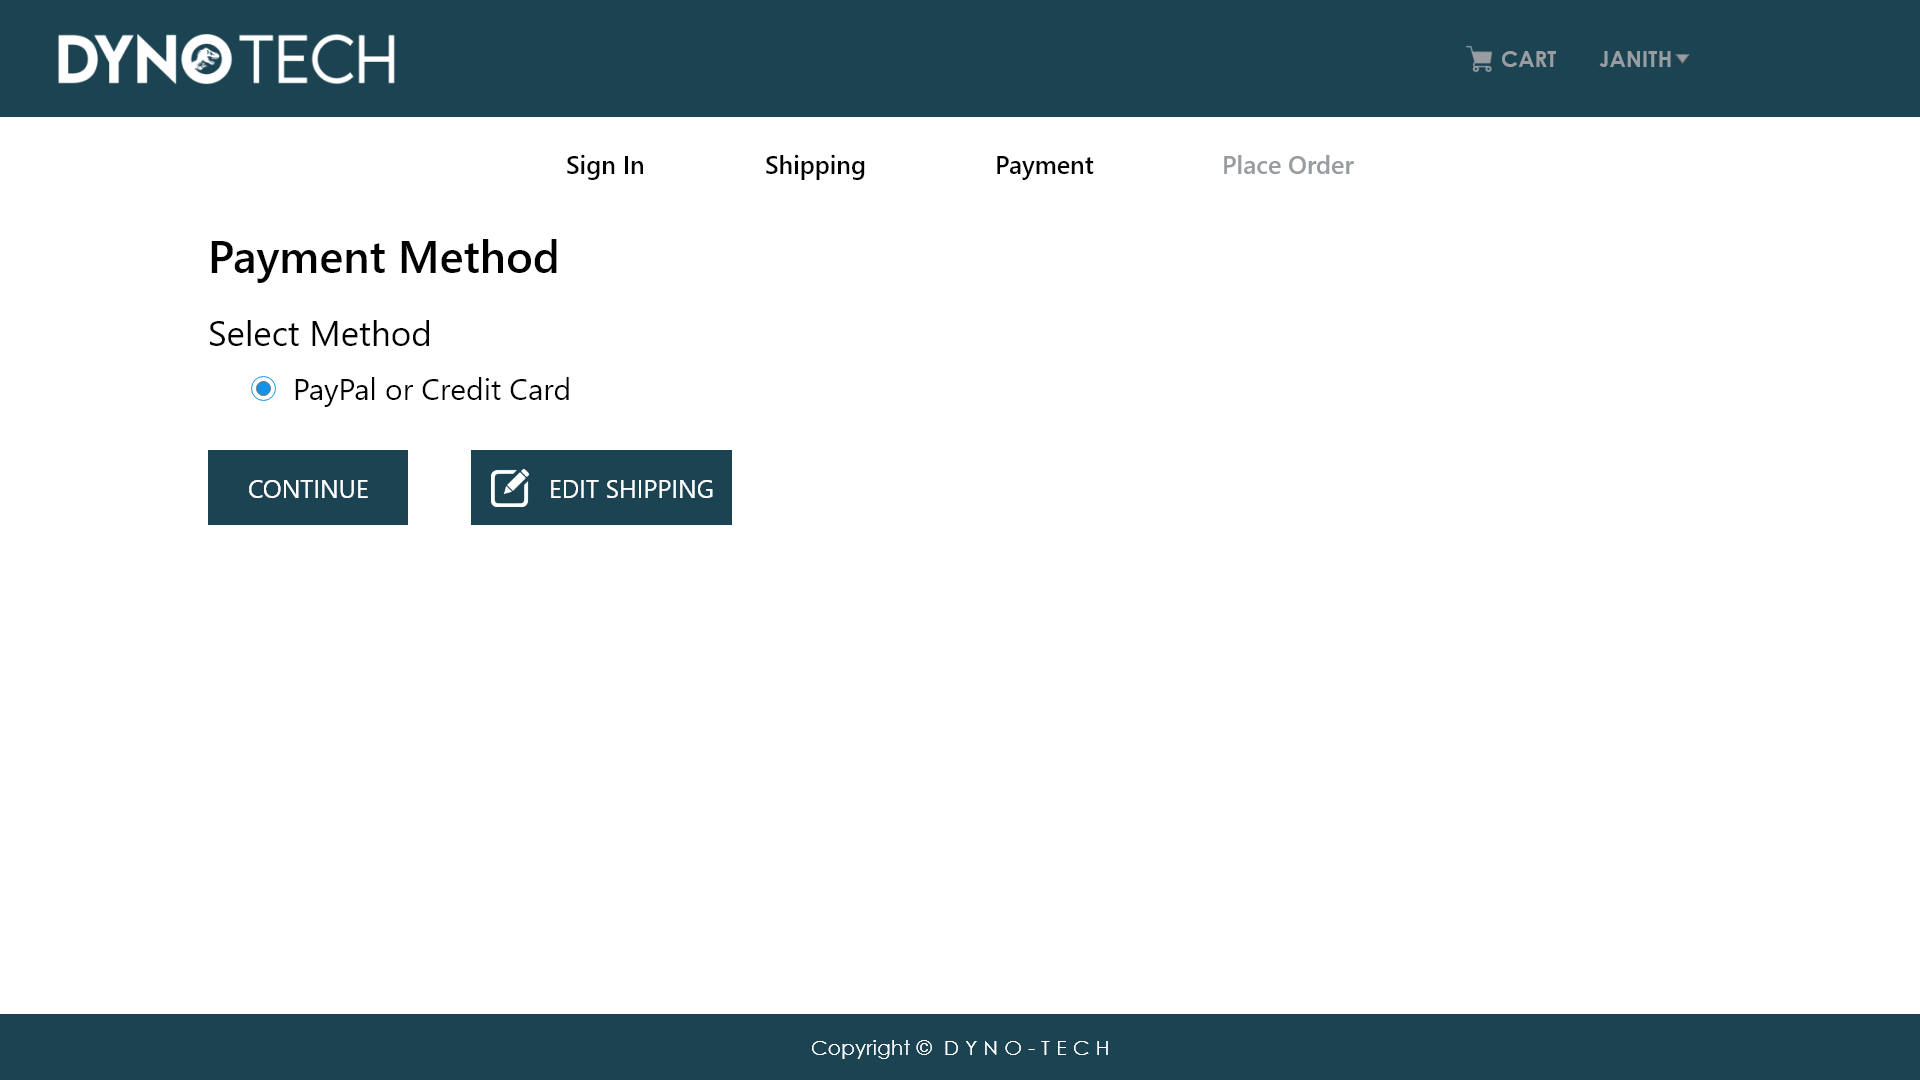 DYNOTECH
CART JANITH
Sign In Shipping Payment Place Order
Payment Method
Select Method
PayPal or Credit Card
CONTINUE EDIT SHIPPING
Copyright © DYNO-TECH